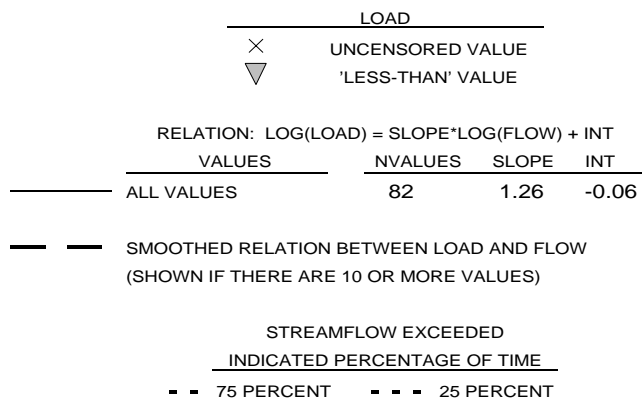 LOAD
UNCENSORED VALUE
'LESS-THAN' VALUE
RELATION: LOG(LOAD) = SLOPE*LOG(FLOW) + INT
VALUES NVALUES SLOPE INT
ALL VALUES 82 1.26 -0.06
SMOOTHED RELATION BETWEEN LOAD AND FLOW
(SHOWN IF THERE ARE 10 OR MORE VALUES)
STREAMFLOW EXCEEDED
INDICATED PERCENTAGE OF TIME
75 PERCENT 25 PERCENT